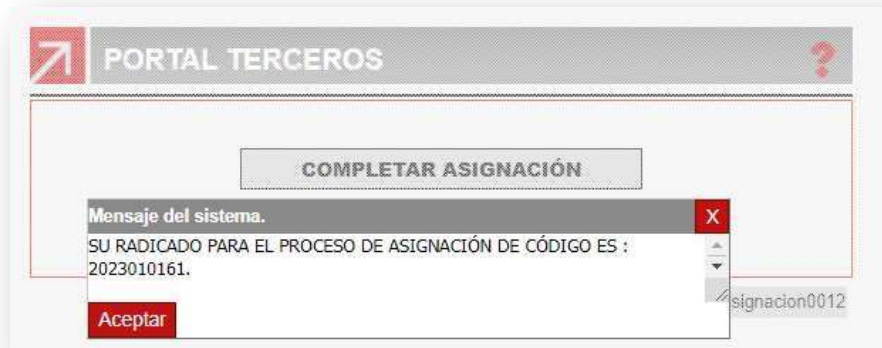 PORTAL TERCEROS
?
COMPLETAR ASIGNACIÓN
Mensaje del sistema.
X
SU RADICADO PARA EL PROCESO DE ASIGNACIÓN DE CÓDIGO ES :
2023010161.
signacion0012
Aceptar